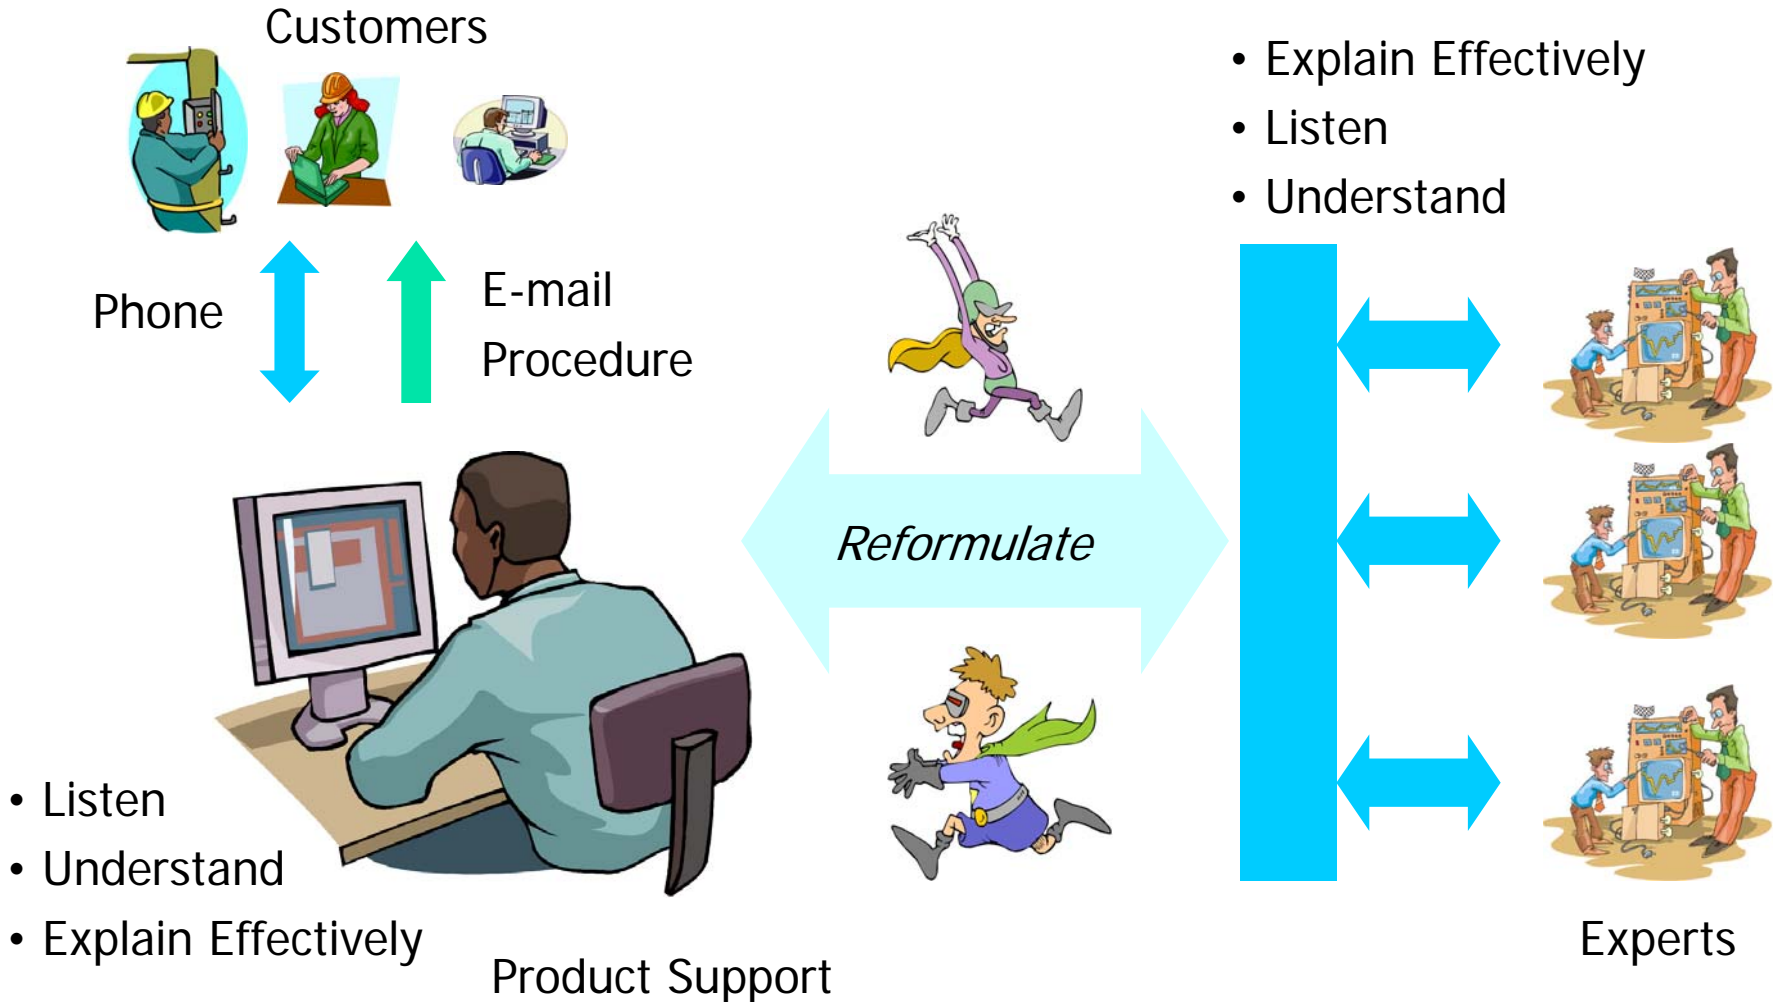 Customers
Phone
E-mail
Procedure
• Explain Effectively
• Listen
• Understand
Reformulate
• Listen
• Understand
• Explain Effectively
Product Support
Experts